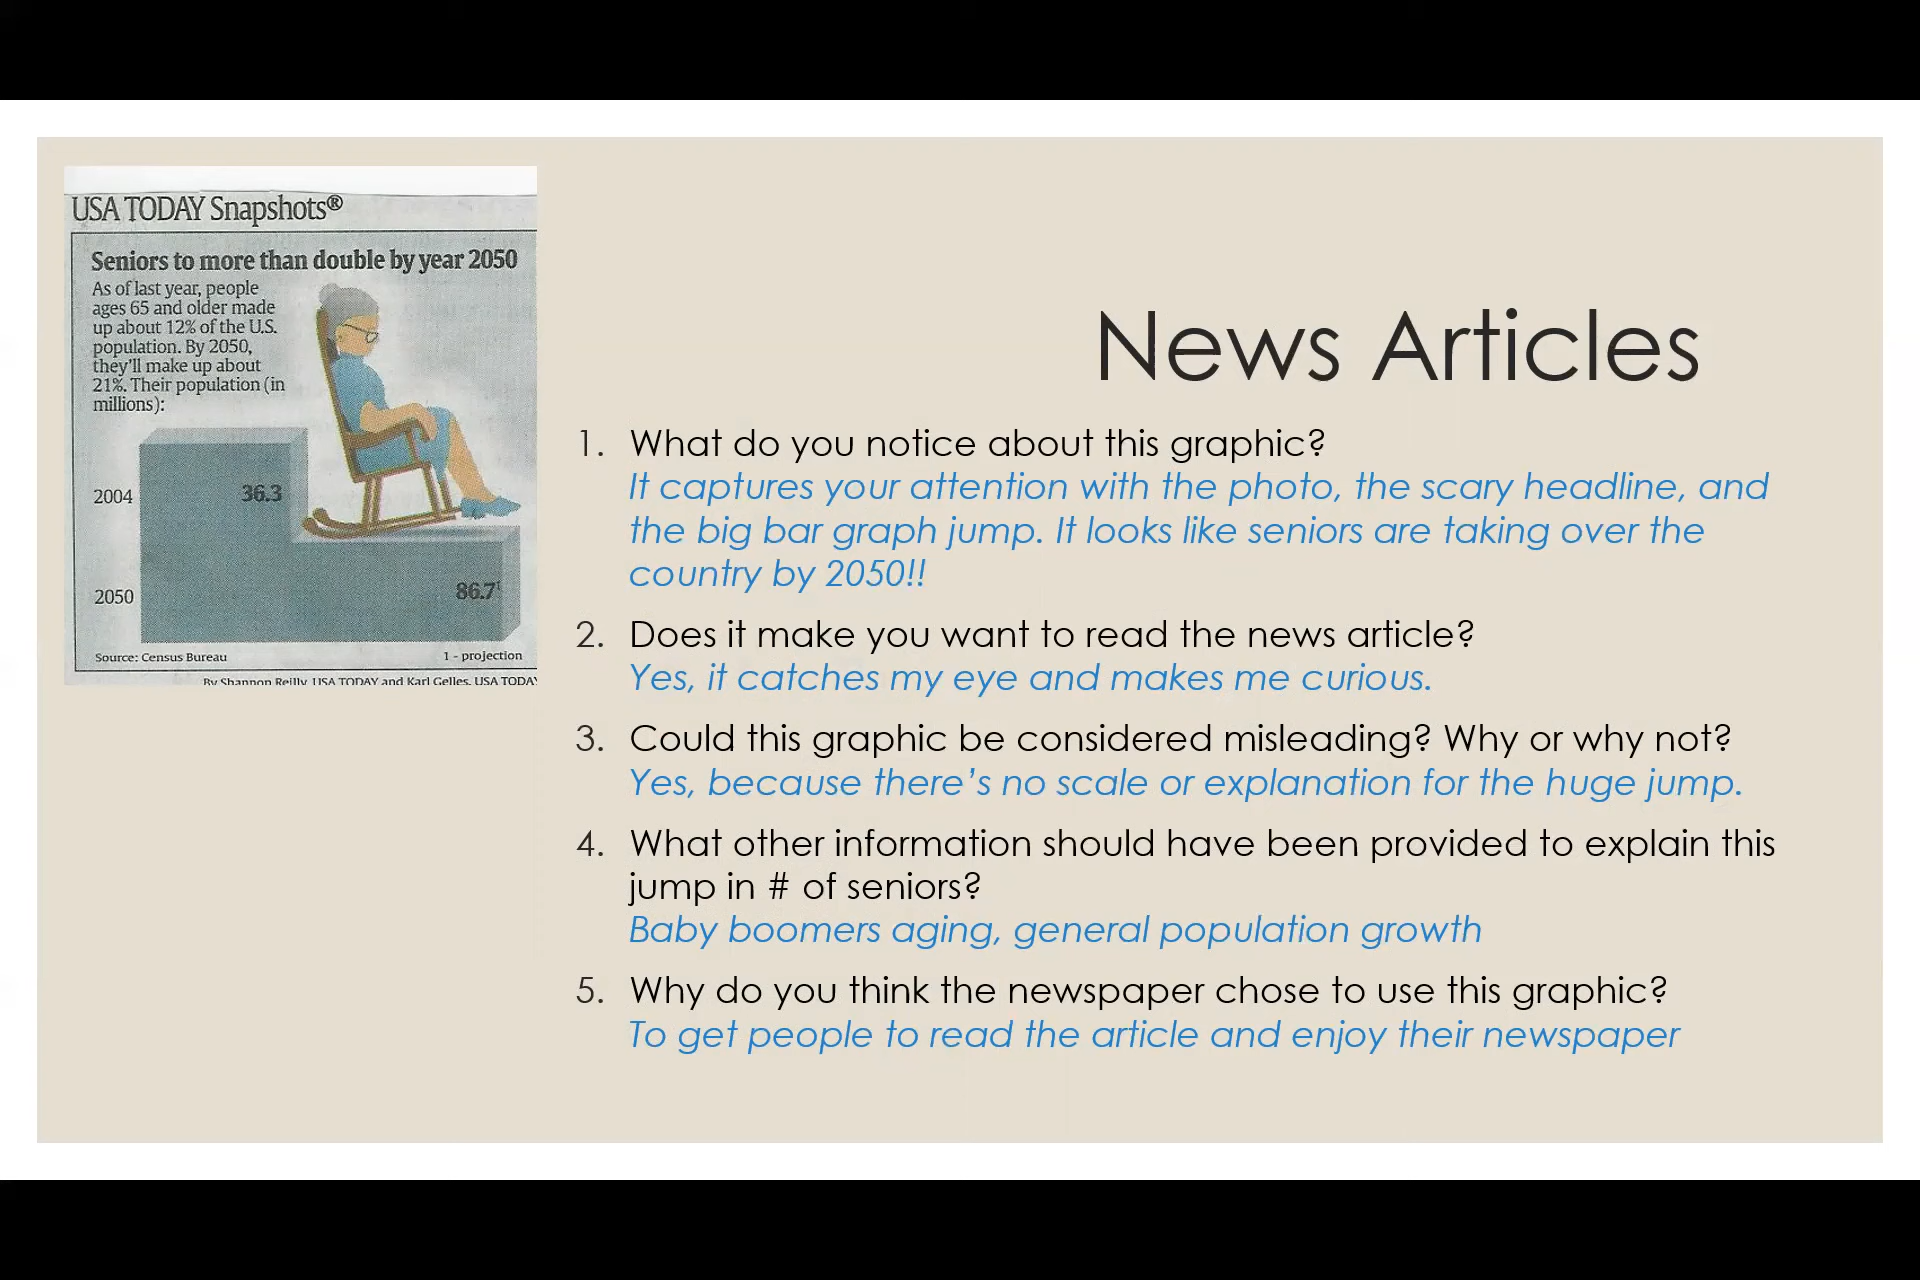 USA TODAY Snapshots®
Seniors to more than double by year 2050
As of last year, people
ages 65 and older made
up about 12% of the U.S.
population. By 2050,
they'll make up about
21%. Their population (in
millions):
2004
36.3
2050
86.7¹
Source: Census Bureau
1 - projection
By Shannon Reilly, USA TODAY and Karl Gelles, USA TODAY
News Articles
1. What do you notice about this graphic?
It captures your attention with the photo, the scary headline, and
the big bar graph jump. It looks like seniors are taking over the
country by 2050!!
2. Does it make you want to read the news article?
Yes, it catches my eye and makes me curious.
3. Could this graphic be considered misleading? Why or why not?
Yes, because there's no scale or explanation for the huge jump.
4. What other information should have been provided to explain this
jump in # of seniors?
Baby boomers aging, general population growth
5. Why do you think the newspaper chose to use this graphic?
To get people to read the article and enjoy their newspaper